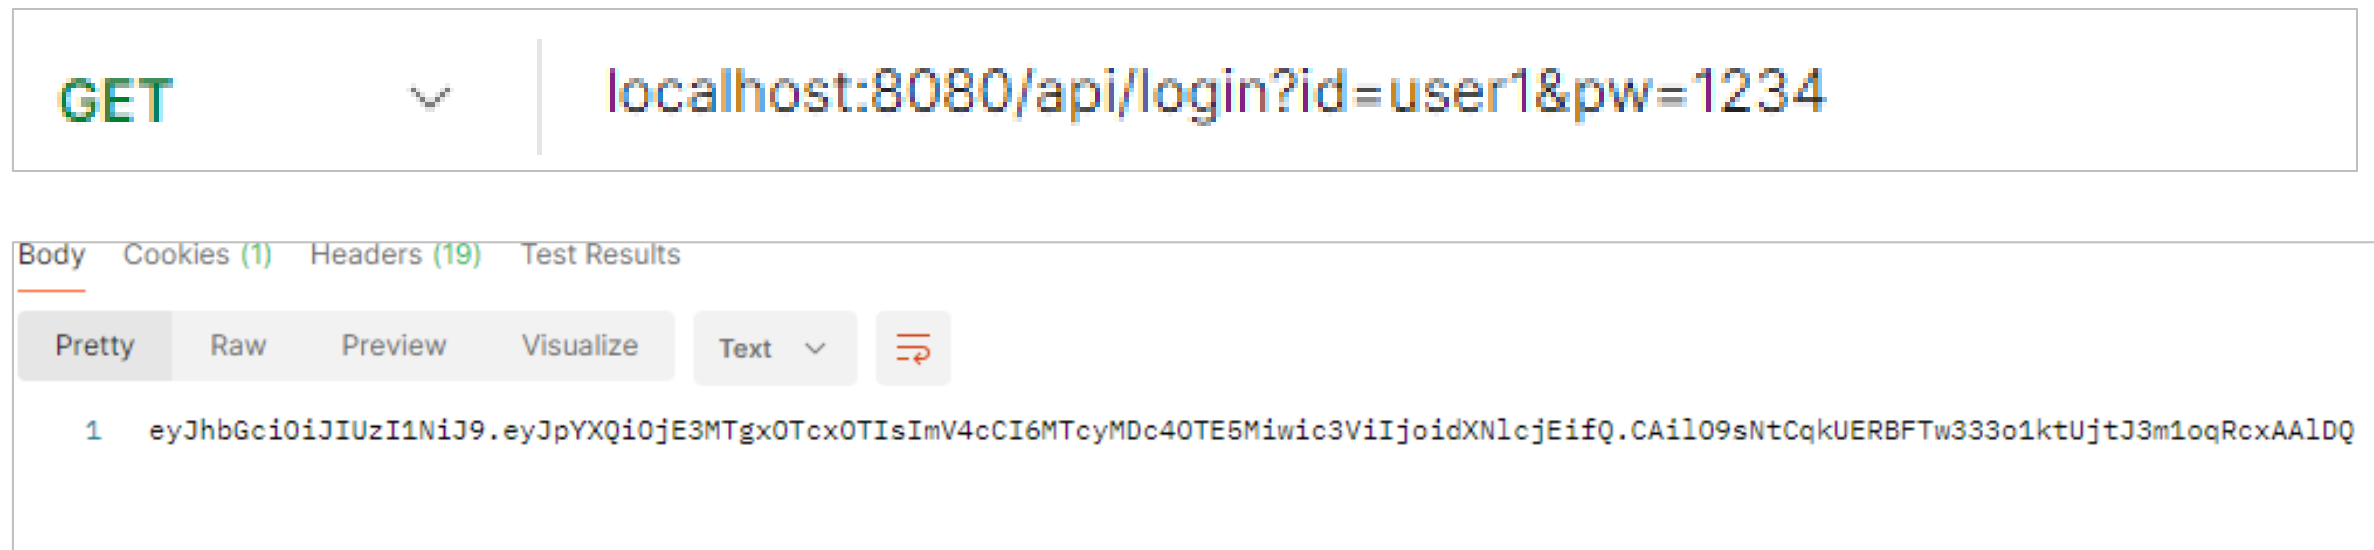 GET localhost:8080/api/login?id=user1&pw=1234
Body Cookies (1) Headers (19) Test Results
Pretty Raw Preview Visualize Text
1 eyJhbGciOiJIUzI1NiJ9.eyJpYXQiOjE3MTgxOTcxOTIsImV4cCI6MTcyMDc4OTE5Miwic3ViIjoidXNlcjEifQ.CAilO9sNtCqkUERBFTw333o1ktUjtJ3m1oqRcxAAlDQ